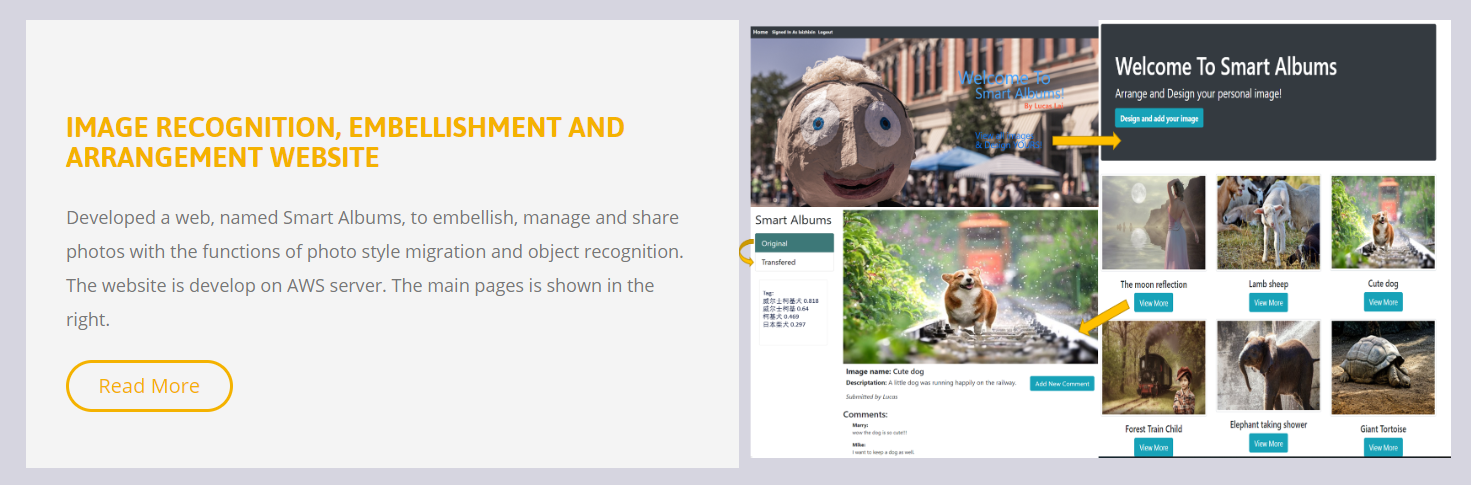 IMAGE RECOGNITION, EMBELLISHMENT AND
ARRANGEMENT WEBSITE
Developed a web, named Smart Albums, to embellish, manage and share
photos with the functions of photo style migration and object recognition.
The website is develop on AWS server. The main pages is shown in the
right.
Read More
Home Signed In As Logout
Welcome To
Smart Albums!
By Lucas Lai
& Design
Smart Albums
Original
Transfered
Tag:
威尔士柯基犬 0.818
威尔士柯基 0.64
柯基犬 0.469
日本柴犬 0.297
Image name: Cute dog
Descriptation: A little dog was running happily on the railway.
Submitted by Lucas
Add New Comment
Comments:
Marry:
wow the dog is so cute!!!
Mike:
I want to keep a dog as well.
Welcome To Smart Albums
Arrange and Design your personal image!
Design and add your image
The moon reflection
View More
Lamb sheep
View More
Cute dog
View More
Forest Train Child
View More
Elephant taking shower
View More
Giant Tortoise
View More